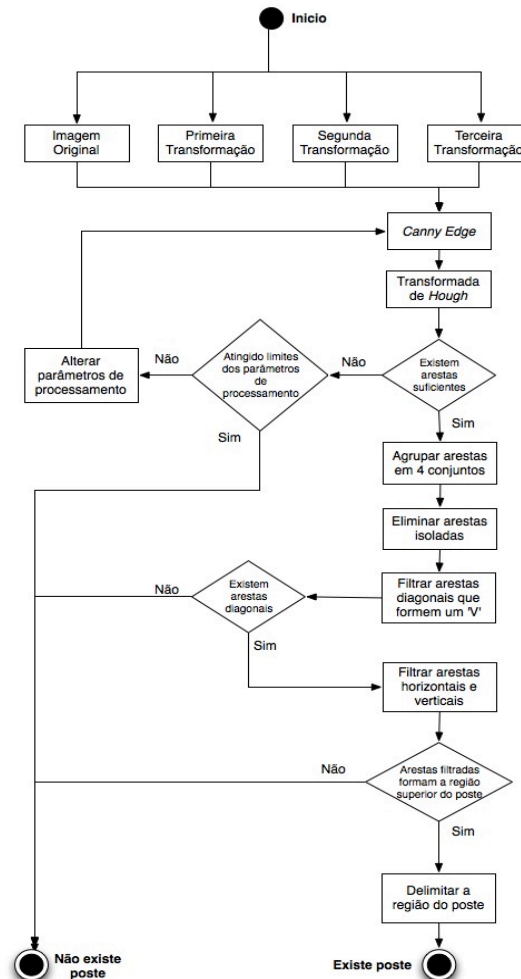 Inicio
Imagem
Original
Primeira
Transformação
Segunda
Transformação
Terceira
Transformação
Canny Edge
Transformada
de Hough
Existem
arestas
suficientes
Não
Sim
Atingido limites
dos parâmetros
de
processamento
Não
Sim
Alterar
parâmetros de
processamento
Agrupar arestas
em 4 conjuntos
Eliminar arestas
isoladas
Filtrar arestas
diagonais que
formem um 'V'
Existem
arestas
diagonais
Não
Sim
Filtrar arestas
horizontais e
verticais
Arestas filtradas
formam a região
superior do poste
Não
Sim
Delimitar a
região do poste
Não existe
poste
Existe poste